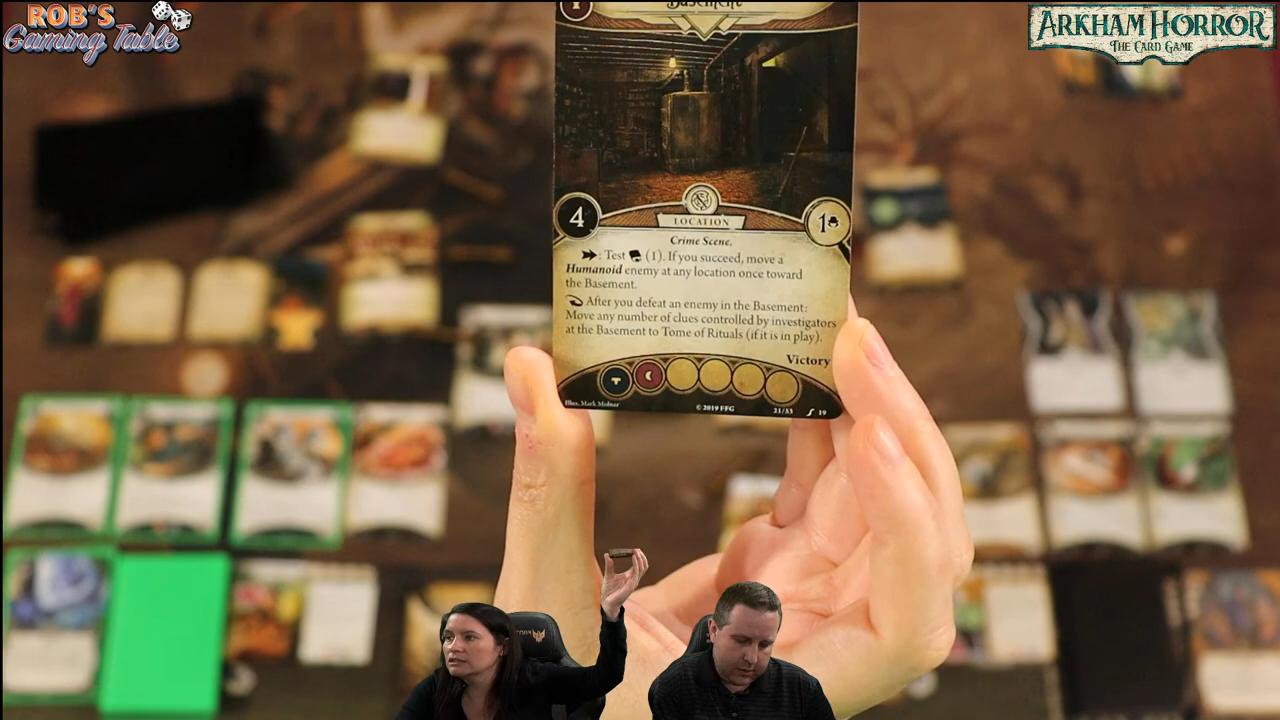 ROB'S
Gaming Table
ARKHAM HORROR
THE CARD GAME
Basement
4
LOCATION
1
Crime Scene.
: Test (1). If you succeed, move a
Humanoid enemy at any location once toward
the Basement.
After you defeat an enemy in the Basement:
Move any number of clues controlled by investigators
at the Basement to Tome of Rituals (if it is in play).
Victory
Illus. Mark Molnar
© 2019 FFG
21/53
19